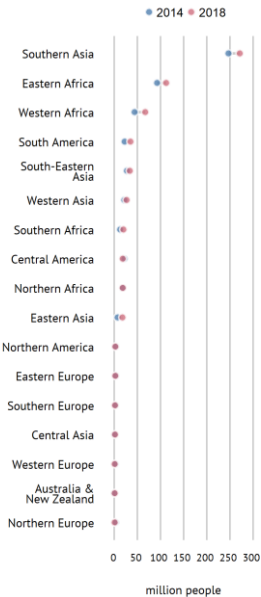 2014 2018
Southern Asia
Eastern Africa
Western Africa
South America
South-Eastern
Asia
Western Asia
Southern Africa
Central America
Northern Africa
Eastern Asia
Northern America
Eastern Europe
Southern Europe
Central Asia
Western Europe
Australia &
New Zealand
Northern Europe
0 50 100 150 200 250 300
million people